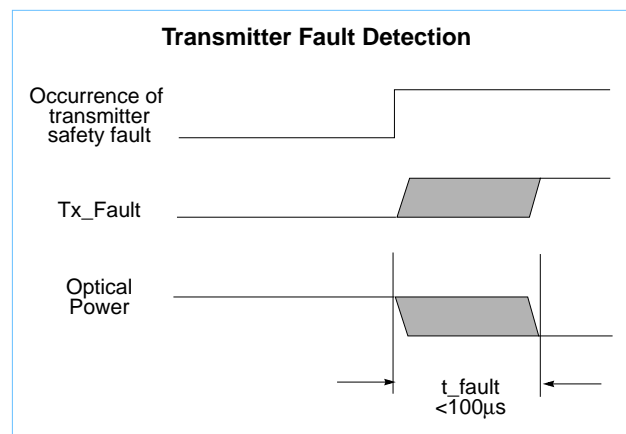 Transmitter Fault Detection
Occurrence of
transmitter
safety fault
Tx_Fault
Optical
Power
t_fault
<100μs